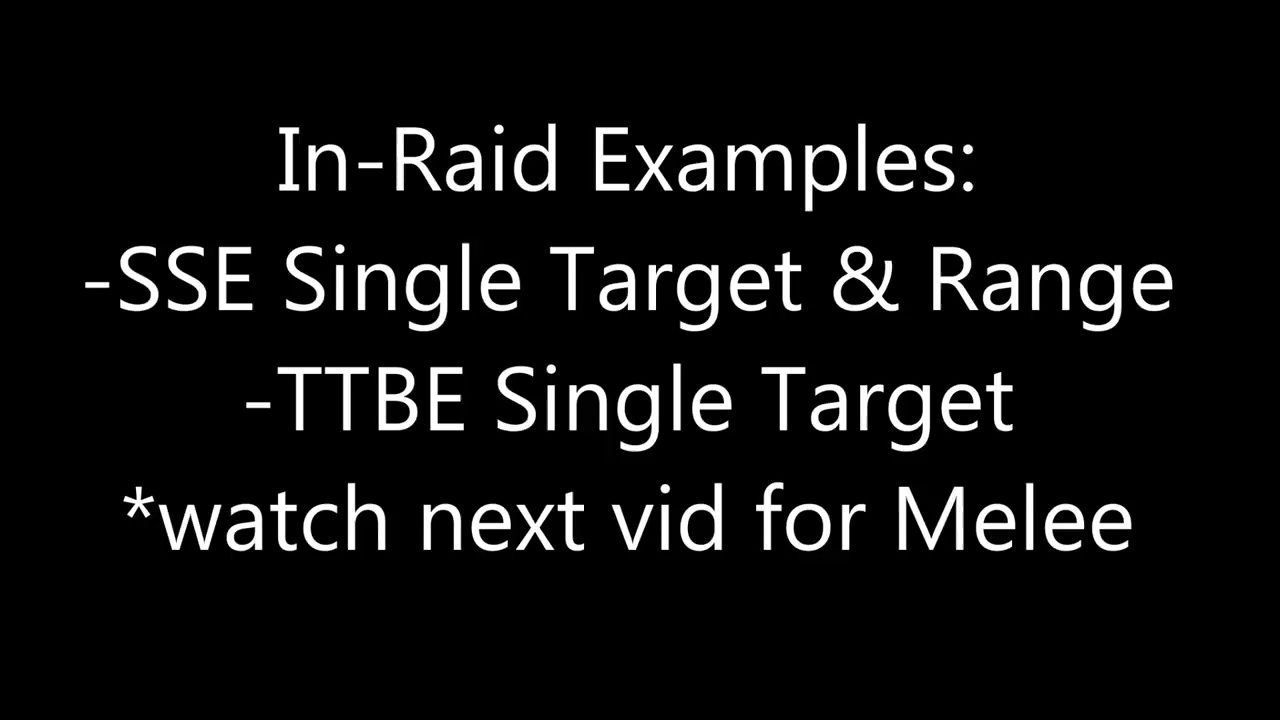 In-Raid Examples:
-SSE Single Target & Range
-TTBE Single Target
*watch next vid for Melee